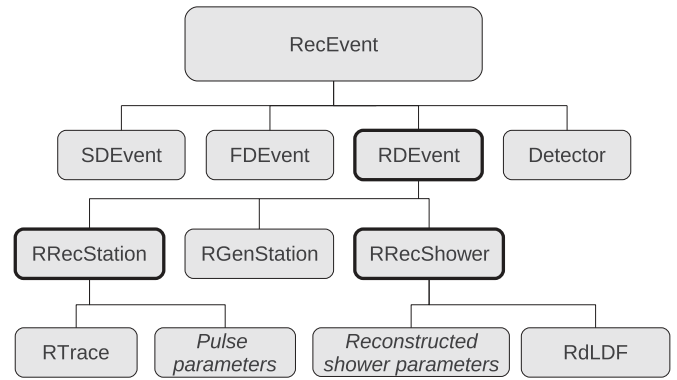 RecEvent
SDEvent
FDEvent
RDEvent
Detector
RRecStation
RGenStation
RRecShower
RTrace
Pulse
parameters
Reconstructed
shower parameters
RdLDF